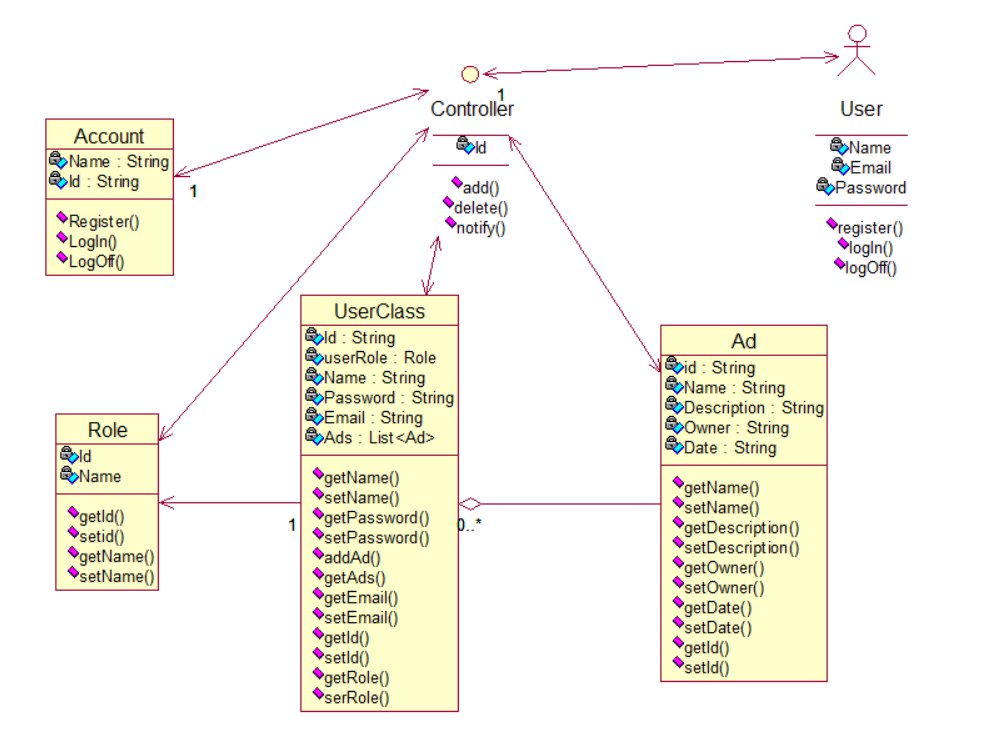 1
Controller
Id
add()
delete()
notify()
User
Name
Email
Password
register()
logIn()
logOff()
Account
Name : String
Id : String
Register()
LogIn()
LogOff()
1
UserClass
Id : String
userRole : Role
Name : String
Password : String
Email : String
Ads : List<Ad>
getName()
setName()
getPassword()
setPassword()
addAd()
getAds()
getEmail()
setEmail()
getId()
setId()
getRole()
serRole()
1
0..*
Role
Id
Name
getId()
setid()
getName()
setName()
Ad
id : String
Name : String
Description : String
Owner : String
Date : String
getName()
setName()
getDescription()
setDescription()
getOwner()
setOwner()
getDate()
setDate()
getId()
setId()